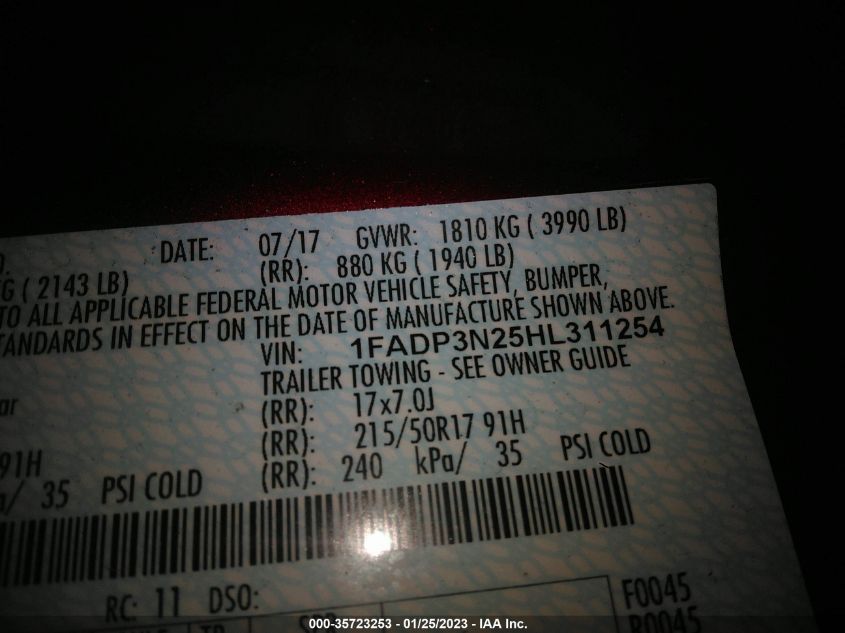 DATE: 07/17 GVWR: 1810 KG ( 3990 LB)
G ( 2143 LB) (RR): 880 KG ( 1940 LB)
TO ALL APPLICABLE FEDERAL MOTOR VEHICLE SAFETY, BUMPER,
TANDARDS IN EFFECT ON THE DATE OF MANUFACTURE SHOWN ABOVE.
VIN: 1FADP3N25HL311254
TRAILER TOWING - SEE OWNER GUIDE
ar (RR): 17x7.0J
91H (RR): 215/50R17 91H
a/ 35 PSI COLD (RR): 240 kPa/ 35 PSI COLD
RC: 11 DSO:
F0045
R0045
000-35723253 - 01/25/2023 - IAA Inc.